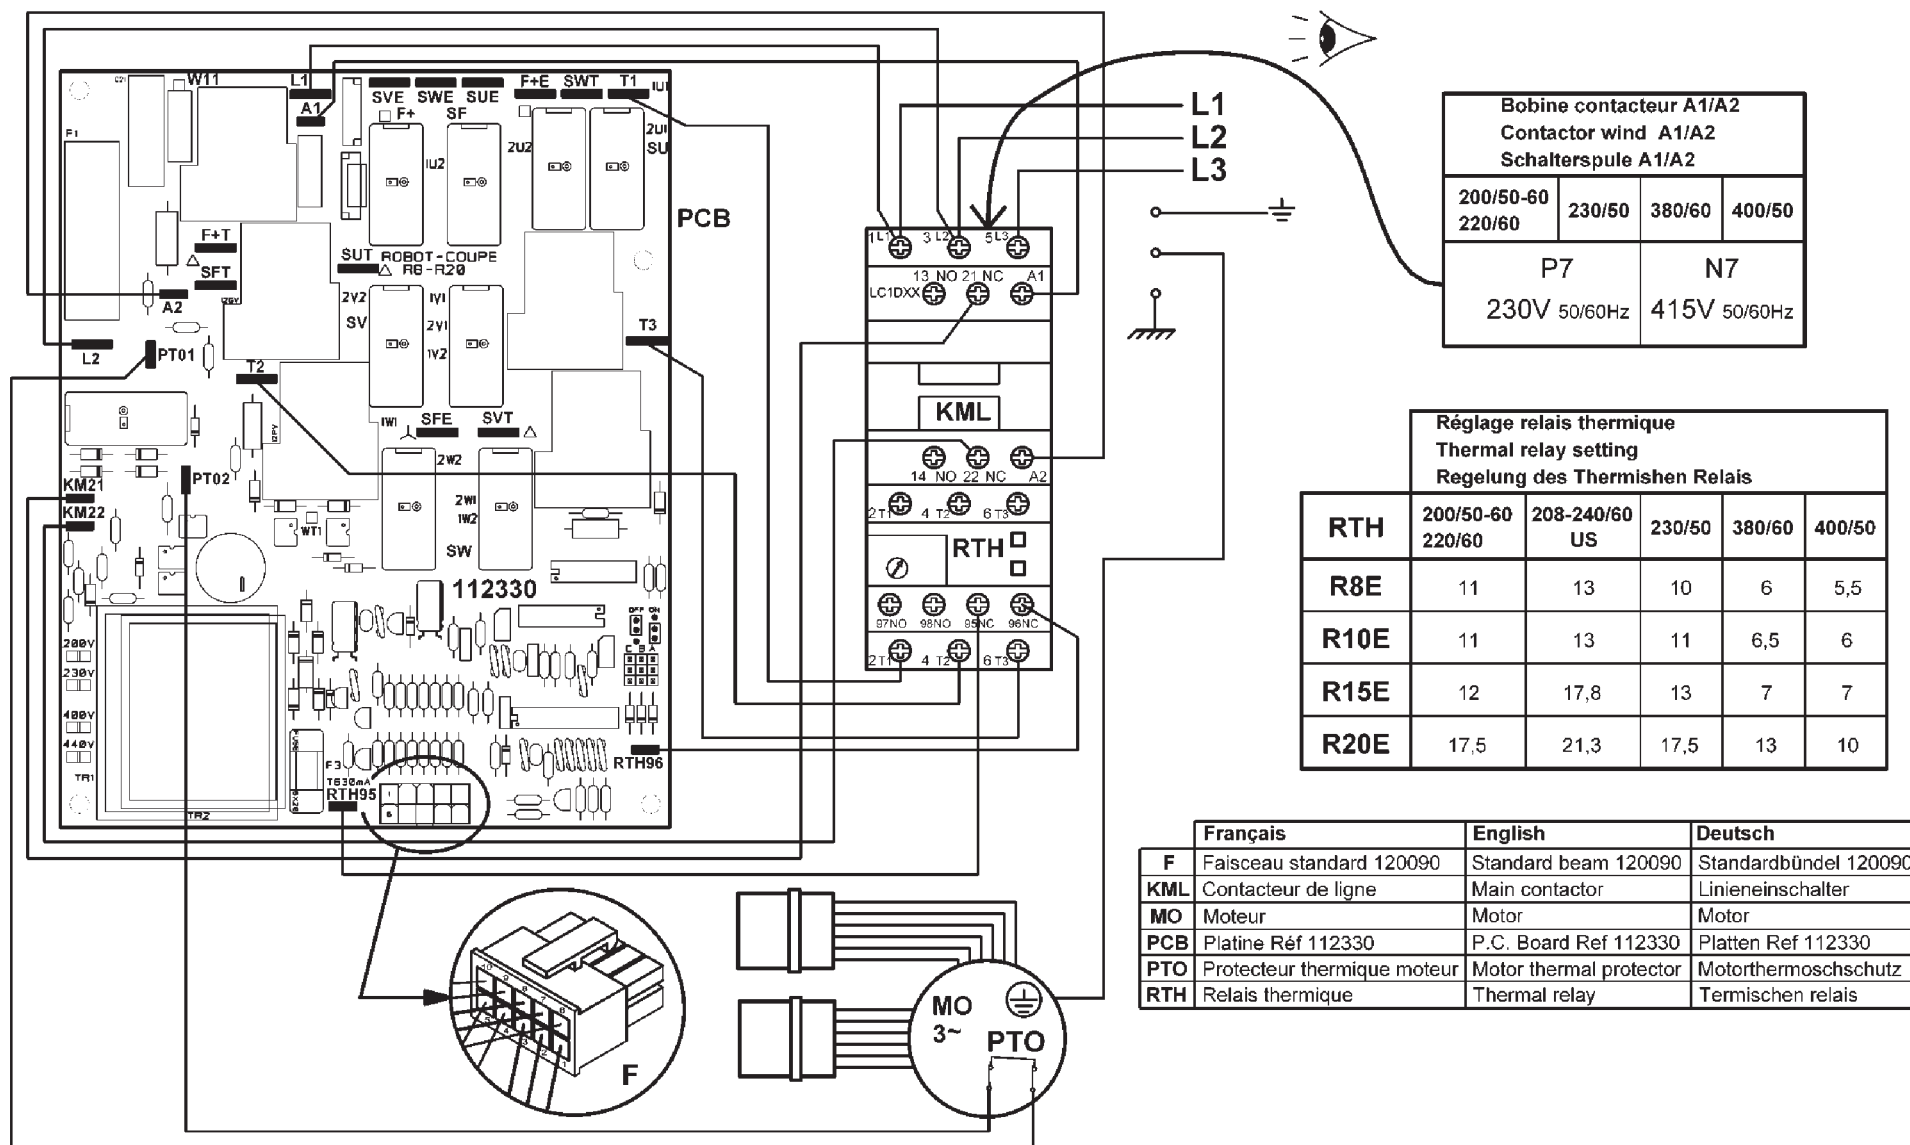 W11
L1
A1
SVE
SWE
SUE
F+E
SWT
T1
1U1
F+
SF
F1
2U1
SU
2U2
1U2
PCB
F+T
SFT
A2
SUT
ROBOT-COUPE
R8-R20
2V2
1V1
SV
2V1
1V2
T3
L2
PT01
T2
1W1
SFE
SVT
2W2
PT02
KM21
KM22
2W1
1W2
WT1
SW
112330
OFF ON
C B A
200V
230V
400V
440V
TR1
TR2
F3
T630mA
RTH95
RTH96
L1
L2
L3
1 L1 3 L2 5 L3
13 NO 21 NC A1
LC1DXX
KML
14 NO 22 NC A2
2 T1 4 T2 6 T3
RTH
97NO 98NO 95NC 96NC
2 T1 4 T2 6 T3
Bobine contacteur A1/A2
Contactor wind A1/A2
Schalterspule A1/A2
200/50-60 220/60 230/50 380/60 400/50
P7 N7
230V 50/60Hz 415V 50/60Hz
Réglage relais thermique
Thermal relay setting
Regelung des Thermishen Relais
RTH 200/50-60 220/60 208-240/60 US 230/50 380/60 400/50
R8E 11 13 10 6 5,5
R10E 11 13 11 6,5 6
R15E 12 17,8 13 7 7
R20E 17,5 21,3 17,5 13 10
Français English Deutsch
F Faisceau standard 120090 Standard beam 120090 Standardbündel 120090
KML Contacteur de ligne Main contactor Linieneinschalter
MO Moteur Motor Motor
PCB Platine Réf 112330 P.C. Board Ref 112330 Platten Ref 112330
PTO Protecteur thermique moteur Motor thermal protector Motorthermoschschutz
RTH Relais thermique Thermal relay Termischen relais
F
MO
3~
PTO